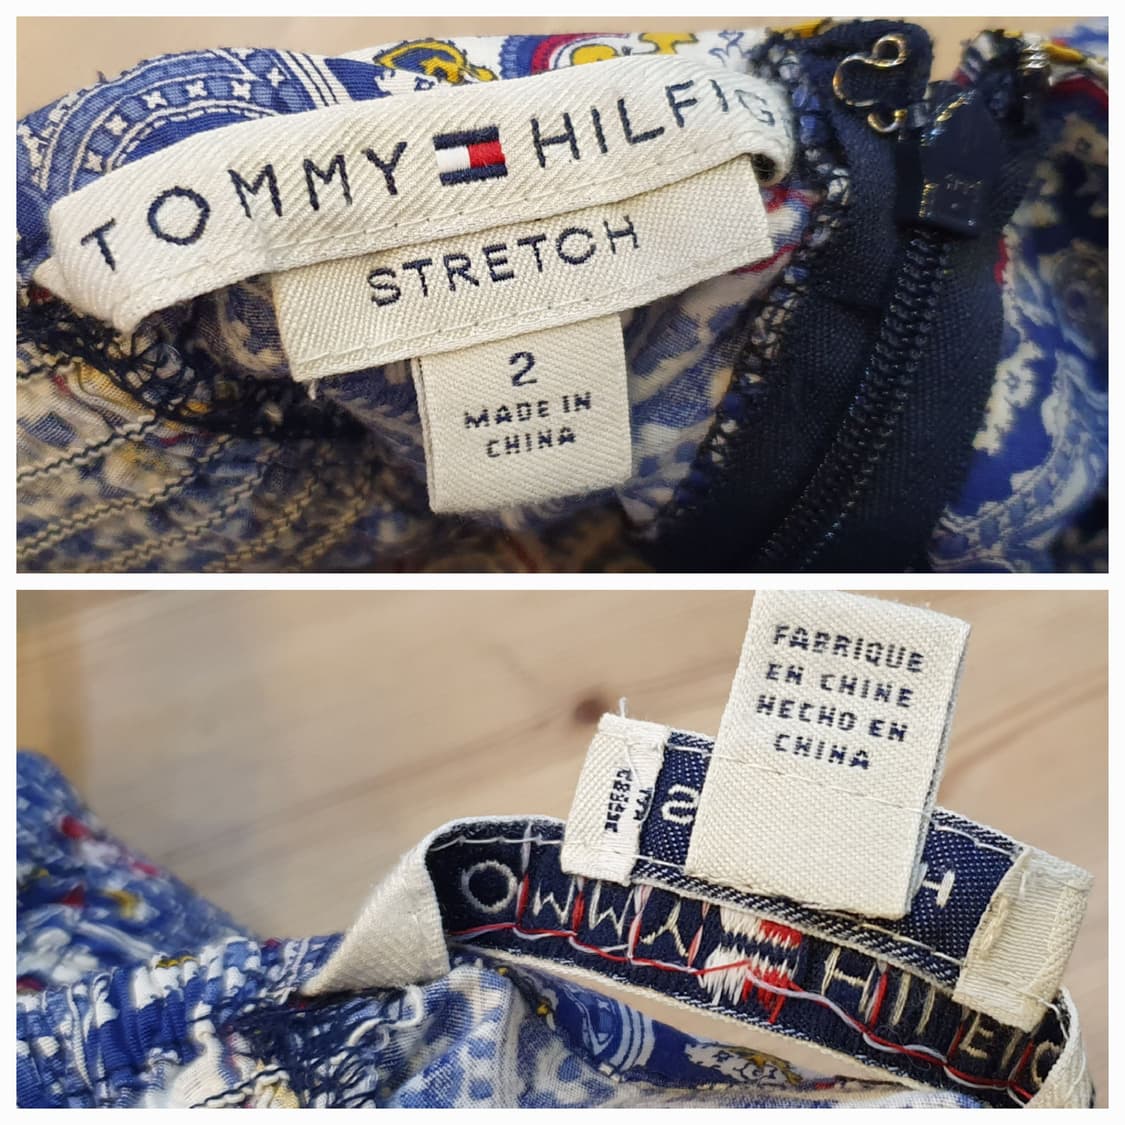 TOMMY HILFIG
STRETCH
2
MADE IN
CHINA
FABRIQUE
EN CHINE
HECHO EN
CHINA